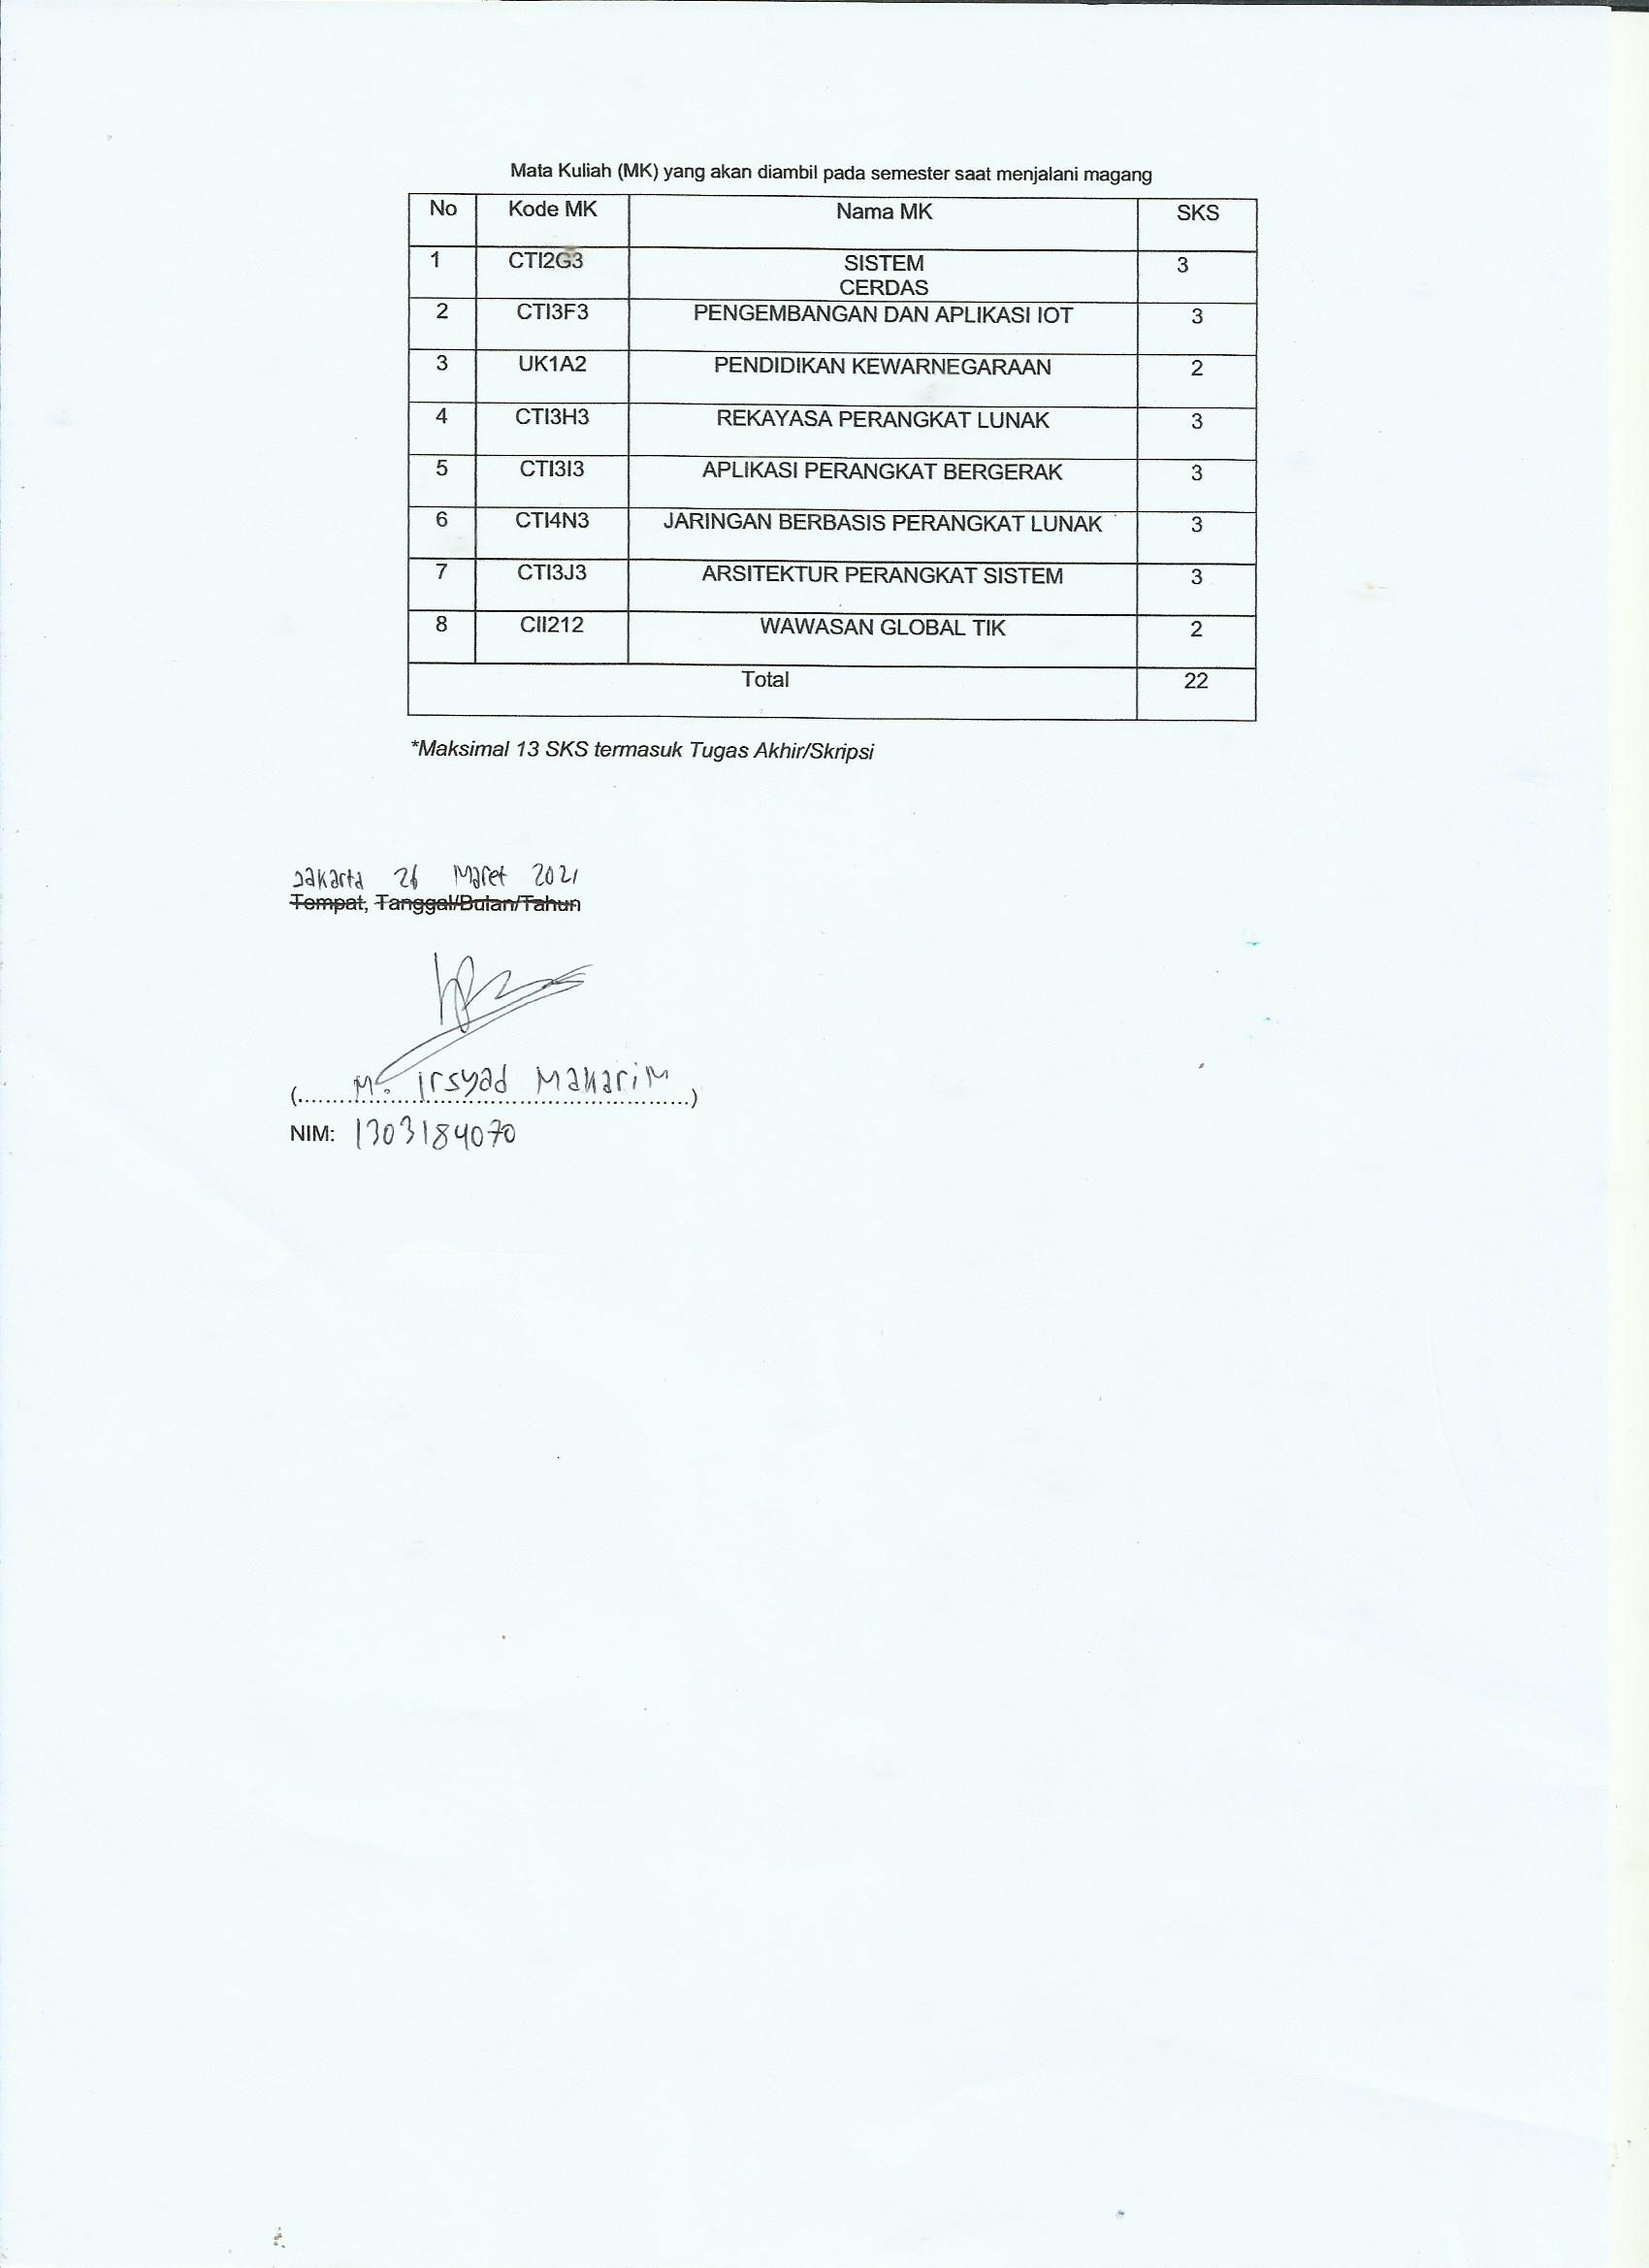 Mata Kuliah (MK) yang akan diambil pada semester saat menjalani magang
No Kode MK Nama MK SKS
1 CTI2G3 SISTEM 3
CERDAS
2 CTI3F3 PENGEMBANGAN DAN APLIKASI IOT 3
3 UK1A2 PENDIDIKAN KEWARNEGARAAN 2
4 CTI3H3 REKAYASA PERANGKAT LUNAK 3
5 CTI3I3 APLIKASI PERANGKAT BERGERAK 3
6 CTI4N3 JARINGAN BERBASIS PERANGKAT LUNAK 3
7 CTI3J3 ARSITEKTUR PERANGKAT SISTEM 3
8 CII212 WAWASAN GLOBAL TIK 2
Total 22
*Maksimal 13 SKS termasuk Tugas Akhir/Skripsi
Jakarta 26 Maret 2021
Tempat, Tanggal/Bulan/Tahun
(M. Irsyad Makarim)
NIM: 1303184070